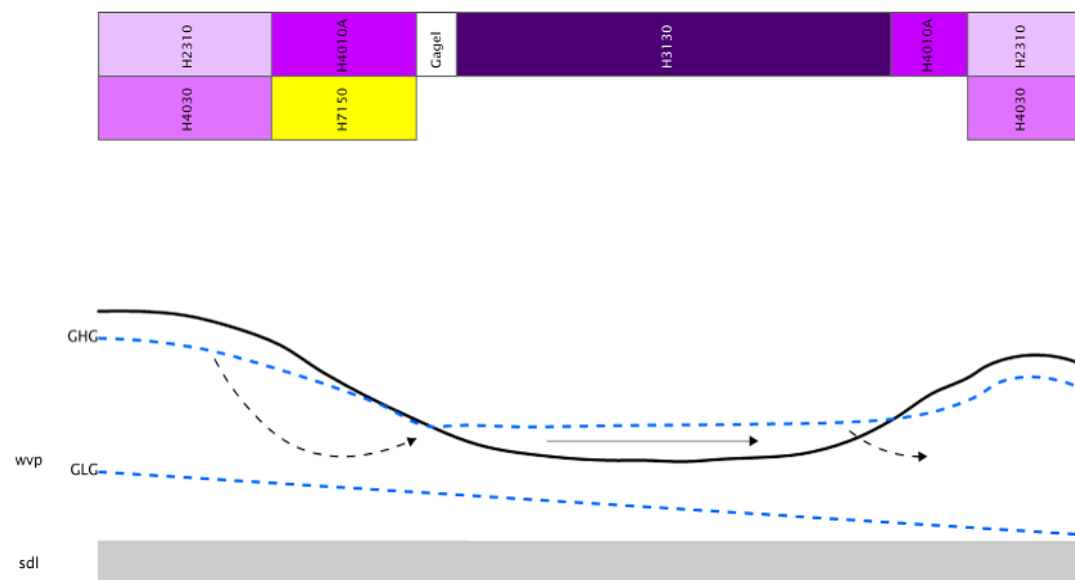 H2310
H4010A
Gagel
H3130
H4010A
H2310
H4030
H7150
H4030
GHG
wvp
GLG
sdl